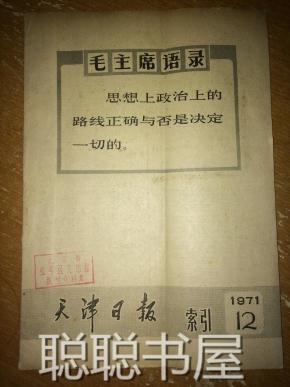 毛主席语录
思想上政治上的
路线正确与否是决定
一切的。
天津日报 索引
1971
12
聪聪书屋